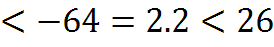 < −64 = 2.2 < 26